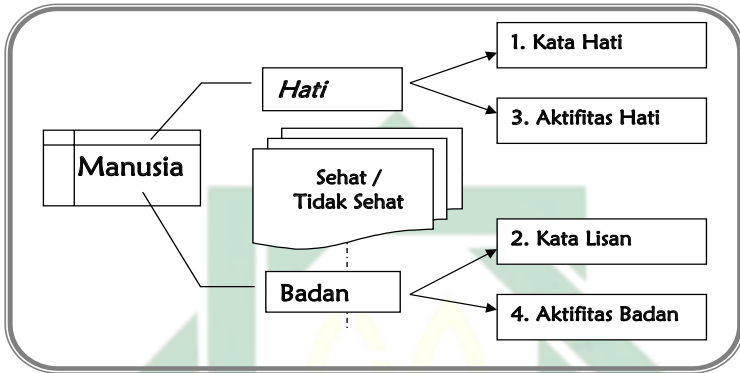 1. Kata Hati
Hati
3. Aktifitas Hati
Manusia
Sehat /
Tidak Sehat
2. Kata Lisan
Badan
4. Aktifitas Badan